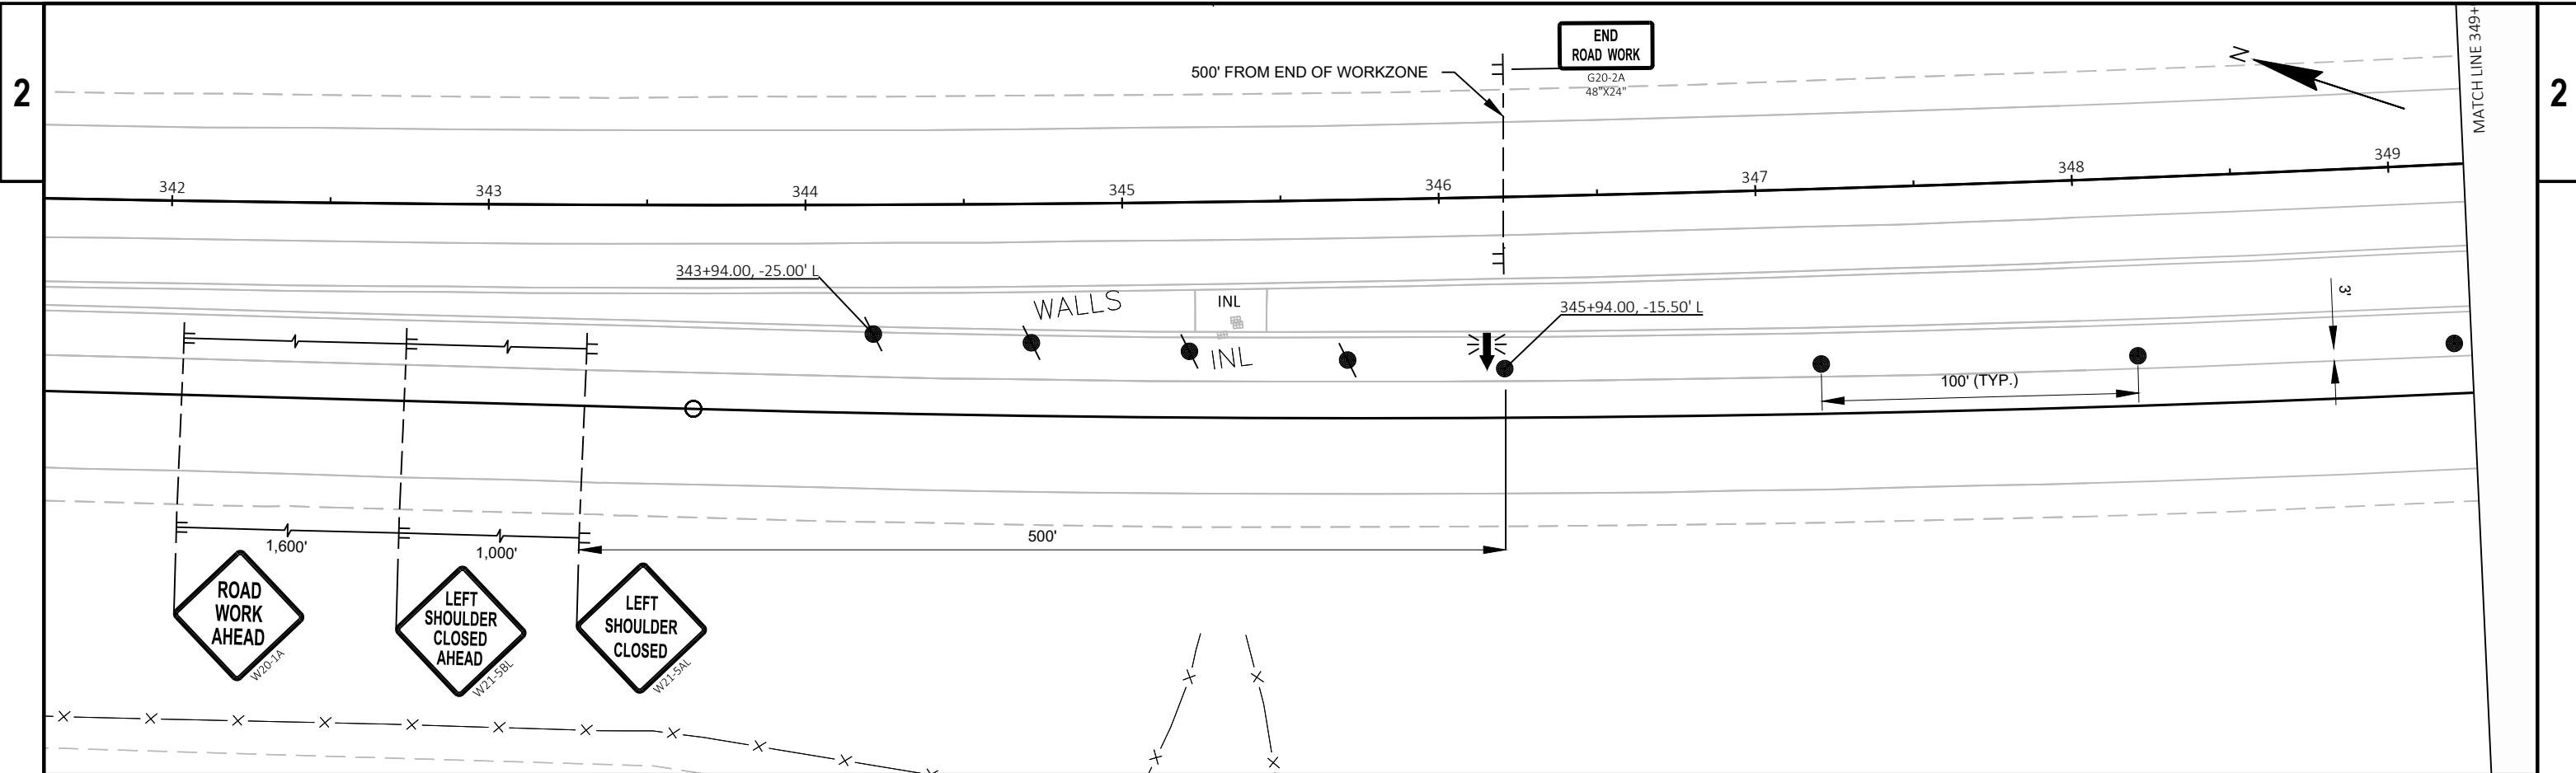 2
END
ROAD WORK
G20-2A
48"X24"
500' FROM END OF WORKZONE
N
MATCH LINE 349+
2
342
343
344
345
346
347
348
349
343+94.00, -25.00' L
WALLS
INL
INL
345+94.00, -15.50' L
3'
100' (TYP.)
1,600'
1,000'
500'
ROAD
WORK
AHEAD
W20-1A
LEFT
SHOULDER
CLOSED
AHEAD
W21-5BL
LEFT
SHOULDER
CLOSED
W21-5AL